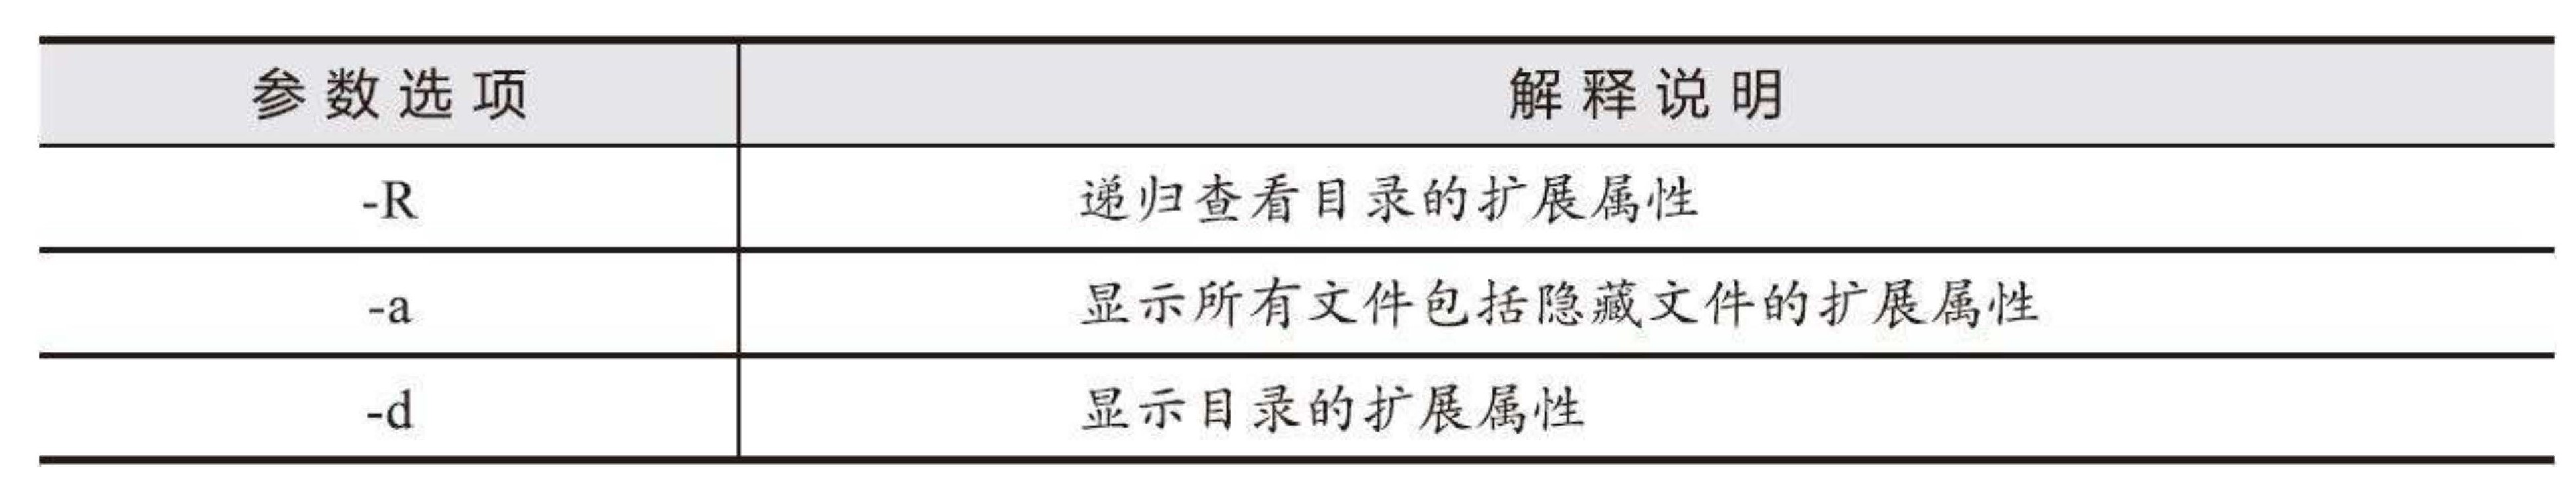 参数选项 解释说明
-R 递归查看目录的扩展属性
-a 显示所有文件包括隐藏文件的扩展属性
-d 显示目录的扩展属性